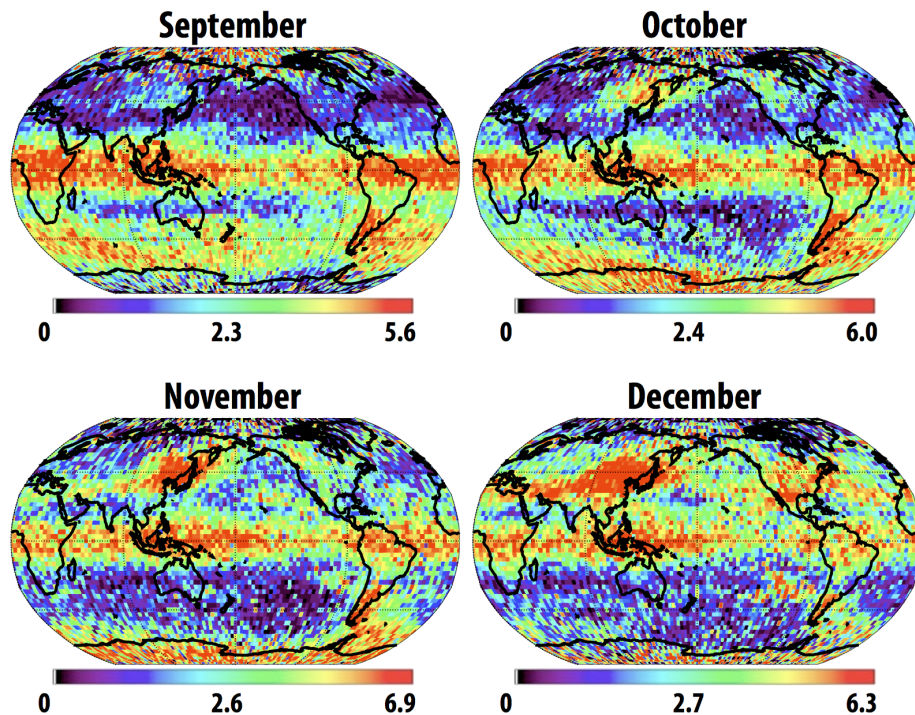 September
October
0 2.3 5.6
0 2.4 6.0
November
December
0 2.6 6.9
0 2.7 6.3